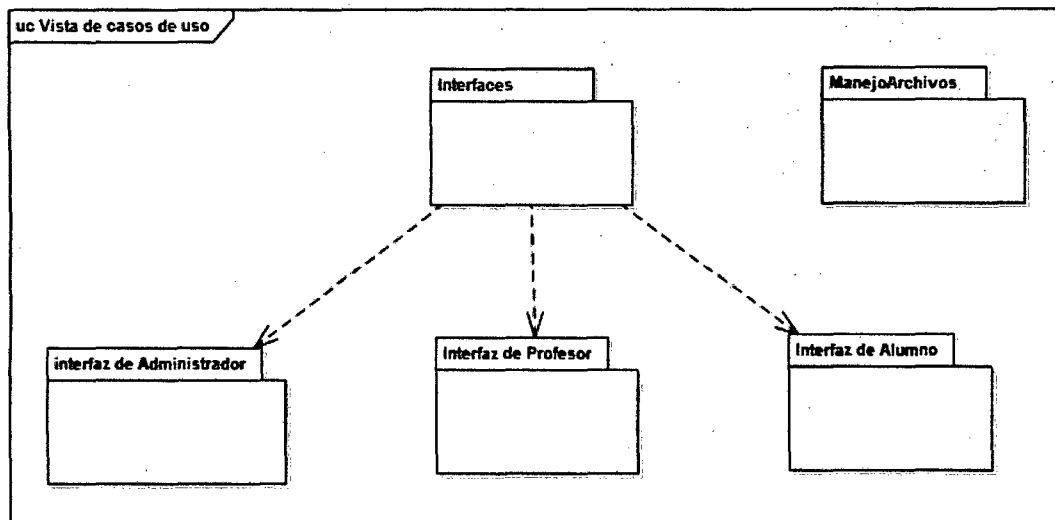 uc Vista de casos de uso
Interfaces
ManejoArchivos
interfaz de Administrador
Interfaz de Profesor
Interfaz de Alumno